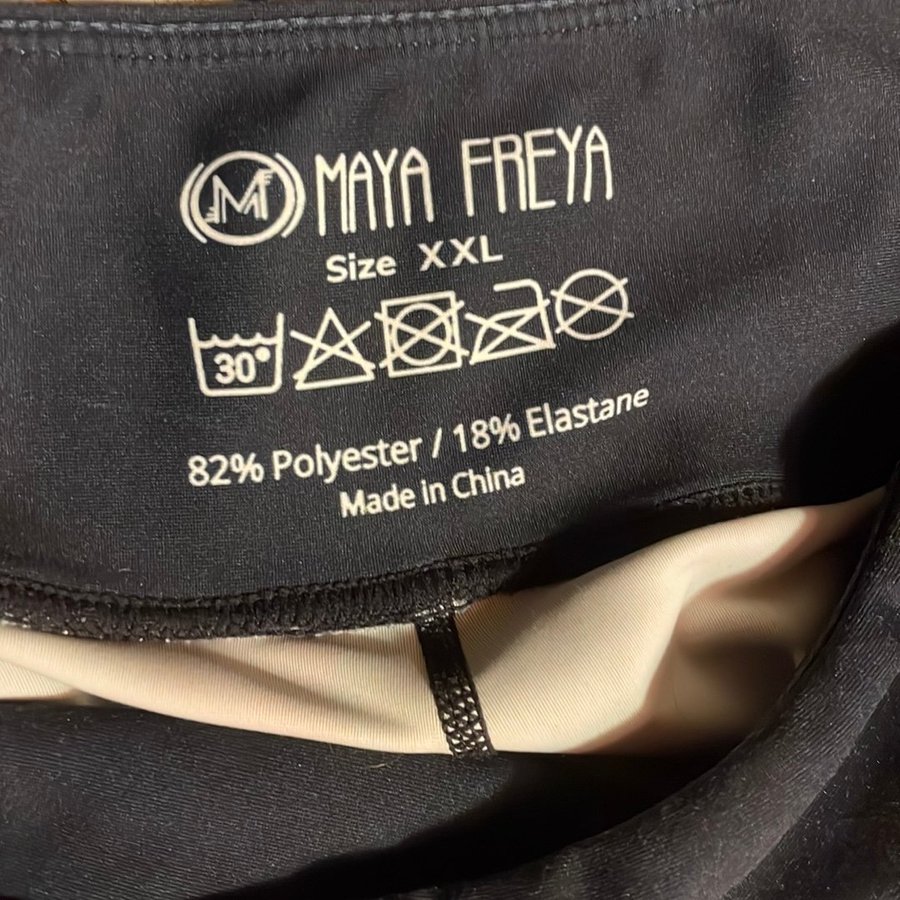 M MAYA FREYA
Size XXL
30°
82% Polyester / 18% Elastane
Made in China